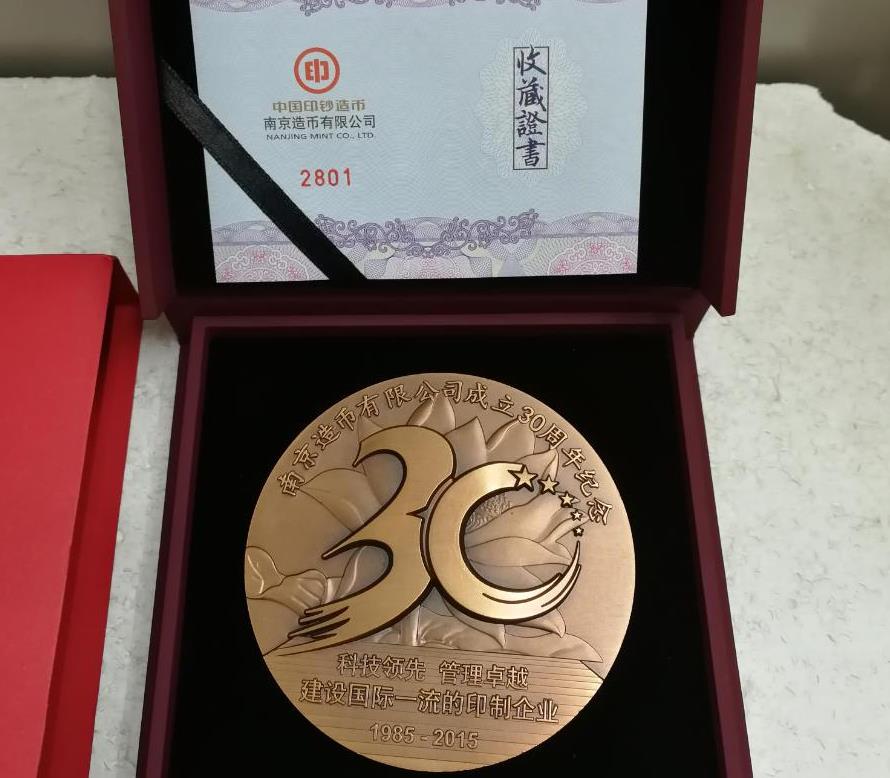 印
中国印钞造币
南京造币有限公司
NANJING MINT CO., LTD.
2801
收藏證書
南京造币有限公司成立30周年纪念
30
科技领先 管理卓越
建设国际一流的印制企业
1985-2015